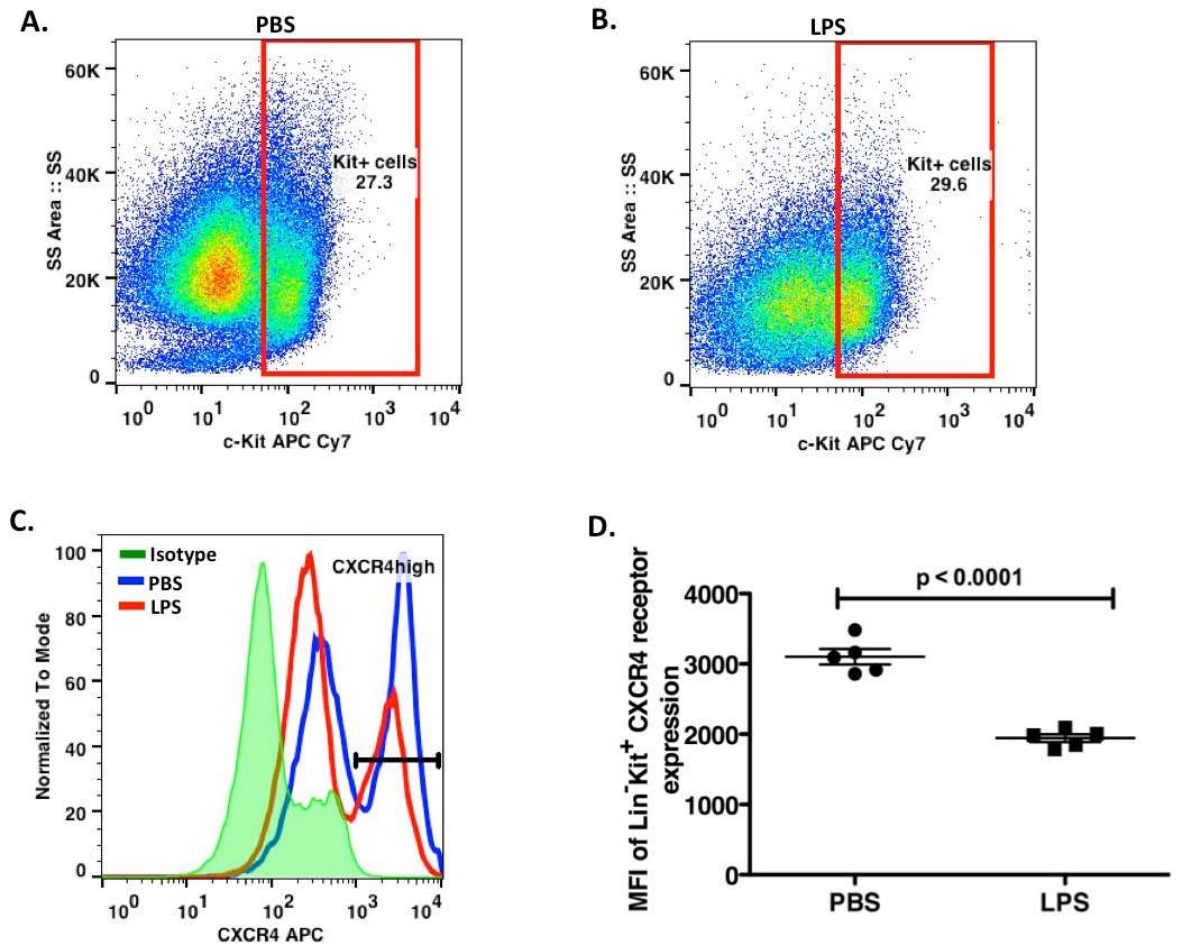 A.
PBS
60K
40K
20K
0
SS Area :: SS
Kit+ cells
27.3
10^0 10^1 10^2 10^3 10^4
c-Kit APC Cy7
B.
LPS
60K
40K
20K
0
SS Area :: SS
Kit+ cells
29.6
10^0 10^1 10^2 10^3 10^4
c-Kit APC Cy7
C.
Isotype
PBS
LPS
CXCR4high
100
80
60
40
20
0
Normalized To Mode
10^0 10^1 10^2 10^3 10^4
CXCR4 APC
D.
p < 0.0001
4000
3000
2000
1000
0
MFI of Lin^-Kit^+ CXCR4 receptor
expression
PBS LPS